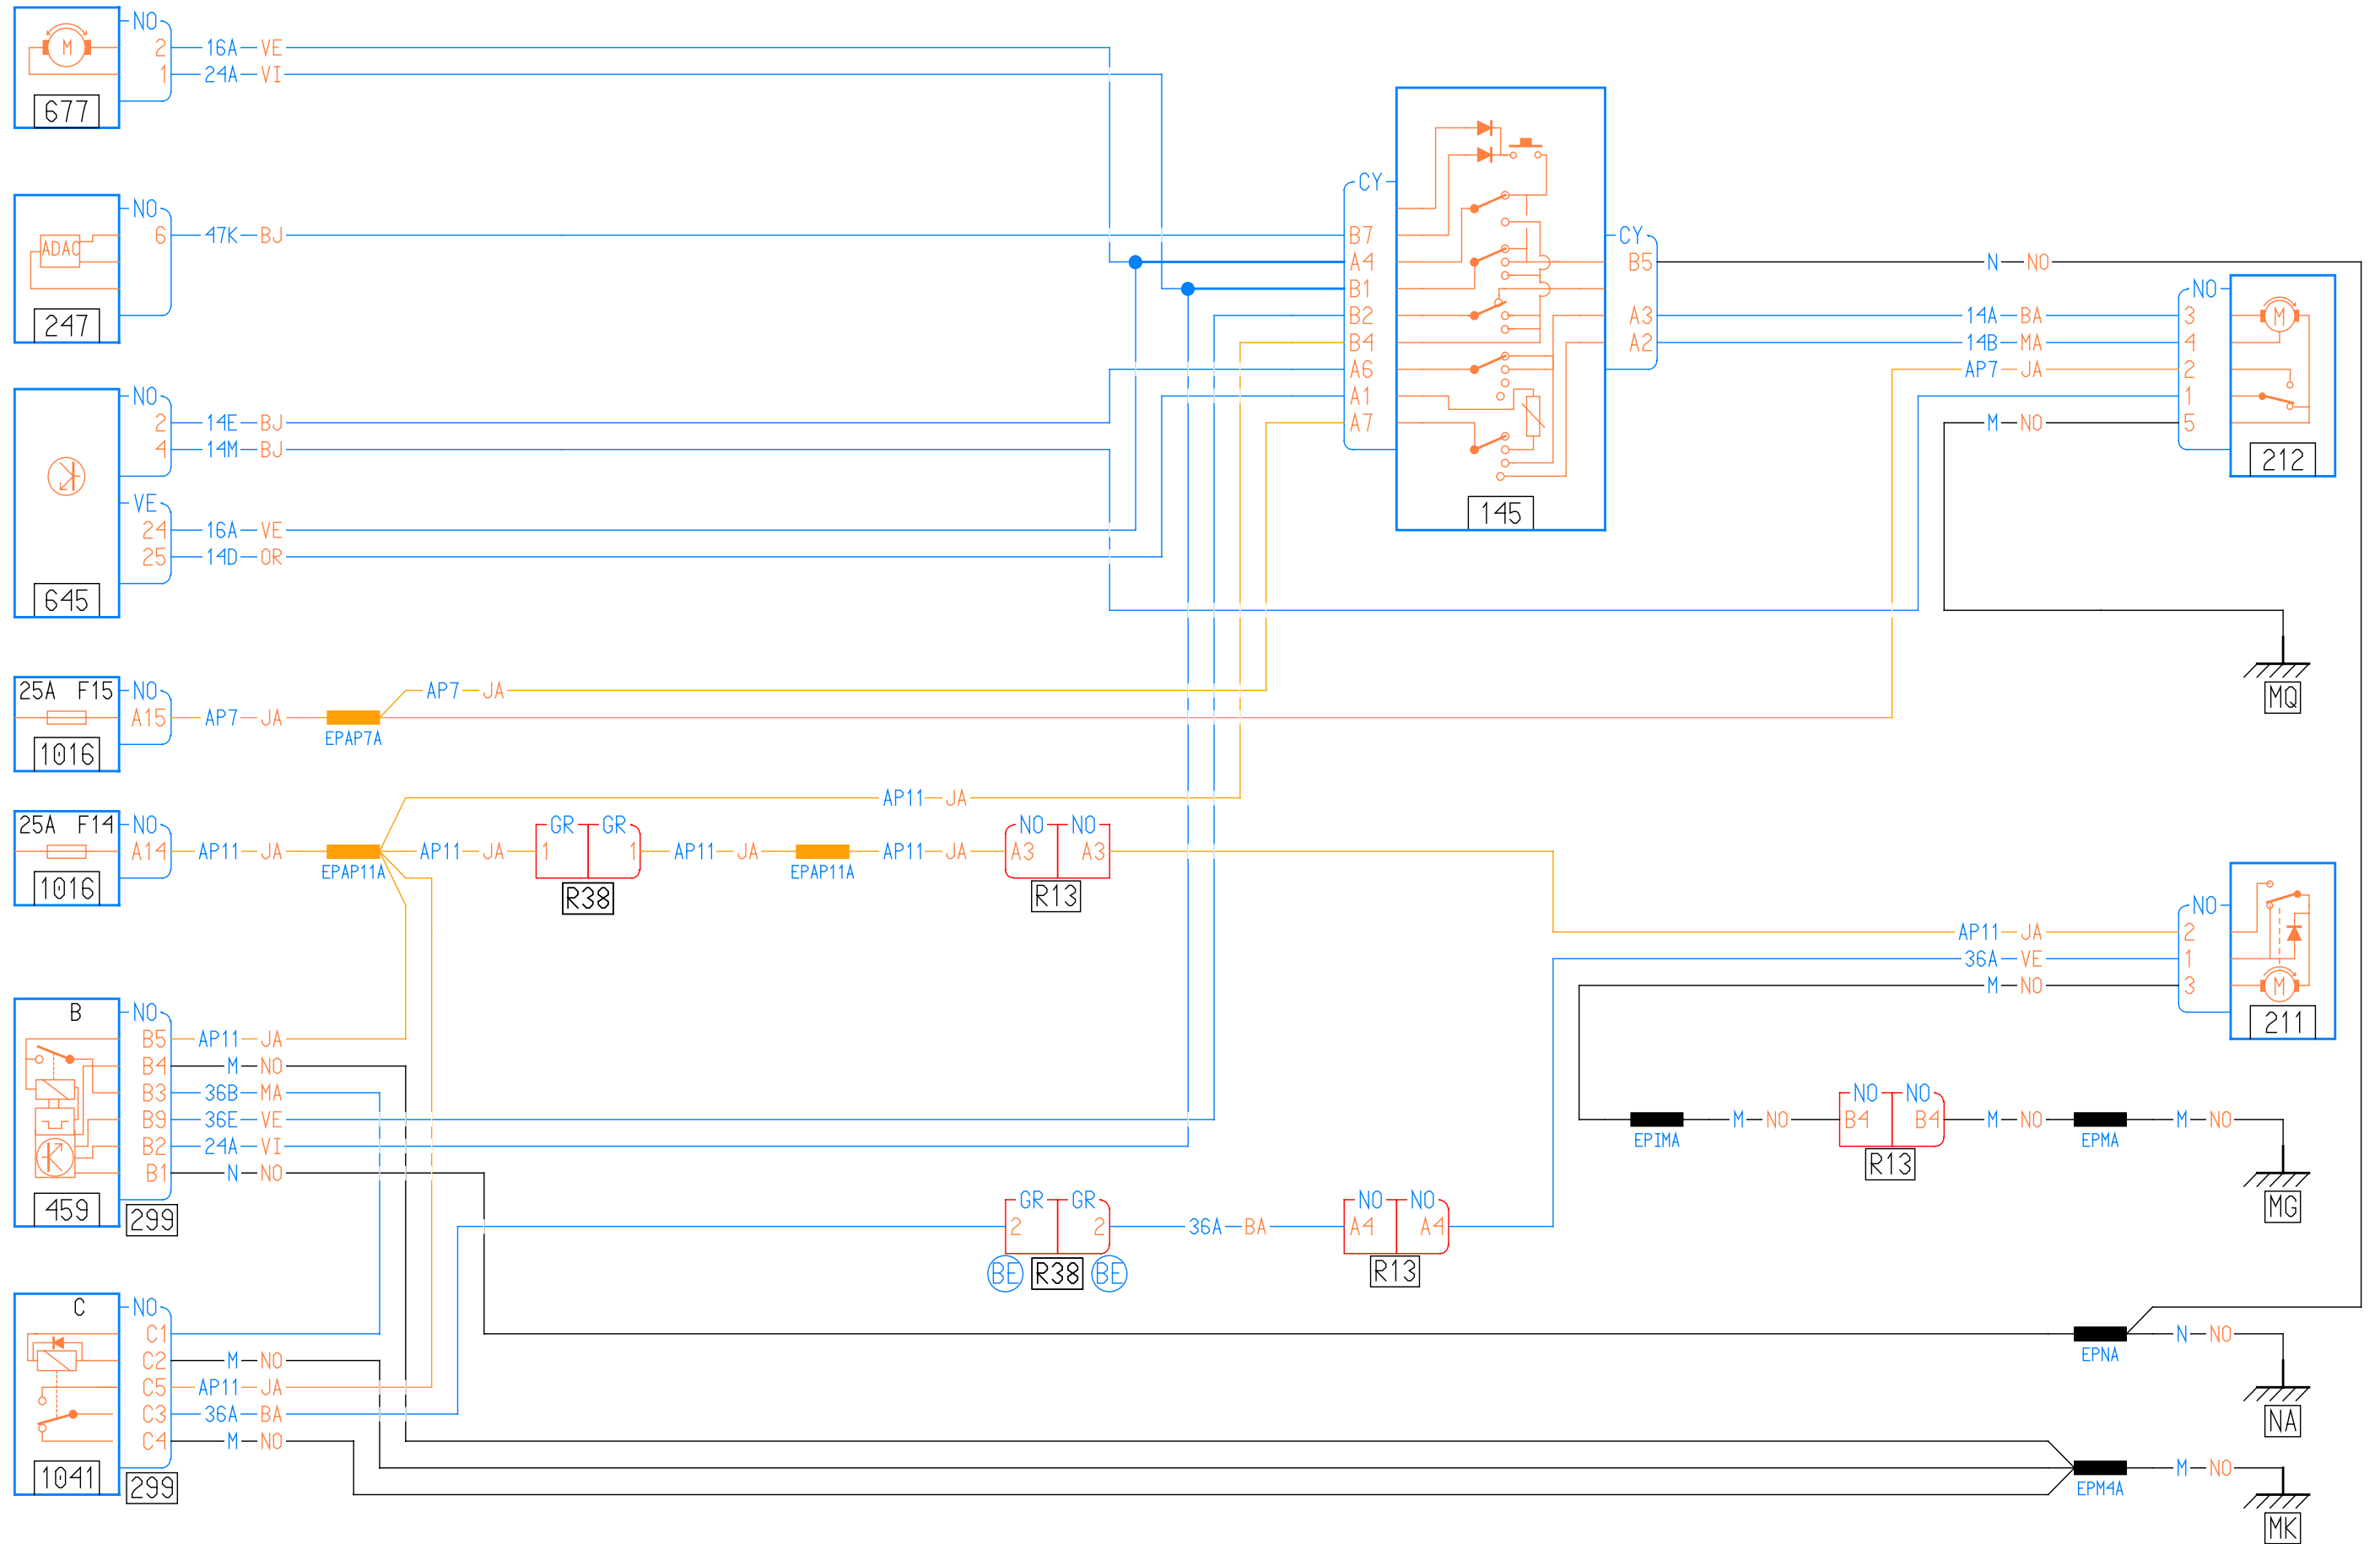 NO
2 16A VE
1 24A VI
M
677
NO
6 47K BJ
ADAC
247
NO
2 14E BJ
4 14M BJ
VE
24 16A VE
25 14D OR
645
25A F15 NO
A15 AP7 JA
EPAP7A
AP7 JA
1016
25A F14 NO
A14 AP11 JA
EPAP11A
AP11 JA
1016
AP11 JA
GR GR
1 1
R38
AP11 JA
EPAP11A
AP11 JA
NO NO
A3 A3
R13
B NO
B5 AP11 JA
B4 M NO
B3 36B MA
B9 36E VE
B2 24A VI
B1 N NO
459
299
C NO
C1
C2 M NO
C5 AP11 JA
C3 36A BA
C4 M NO
1041
299
GR GR
2 2
BE R38 BE
36A BA
NO NO
A4 A4
R13
CY
B7
A4
B1
B2
B4
A6
A1
A7
145
CY
B5 N NO
A3 14A BA
A2 14B MA
AP7 JA
M NO
NO
3
4
2
1
5
M
212
MQ
NO
AP11 JA 2
36A VE 1
M NO 3
M
211
EPIMA
M NO
NO NO
B4 B4
R13
M NO
EPMA
M NO
MG
EPNA
N NO
NA
EPM4A
M NO
MK